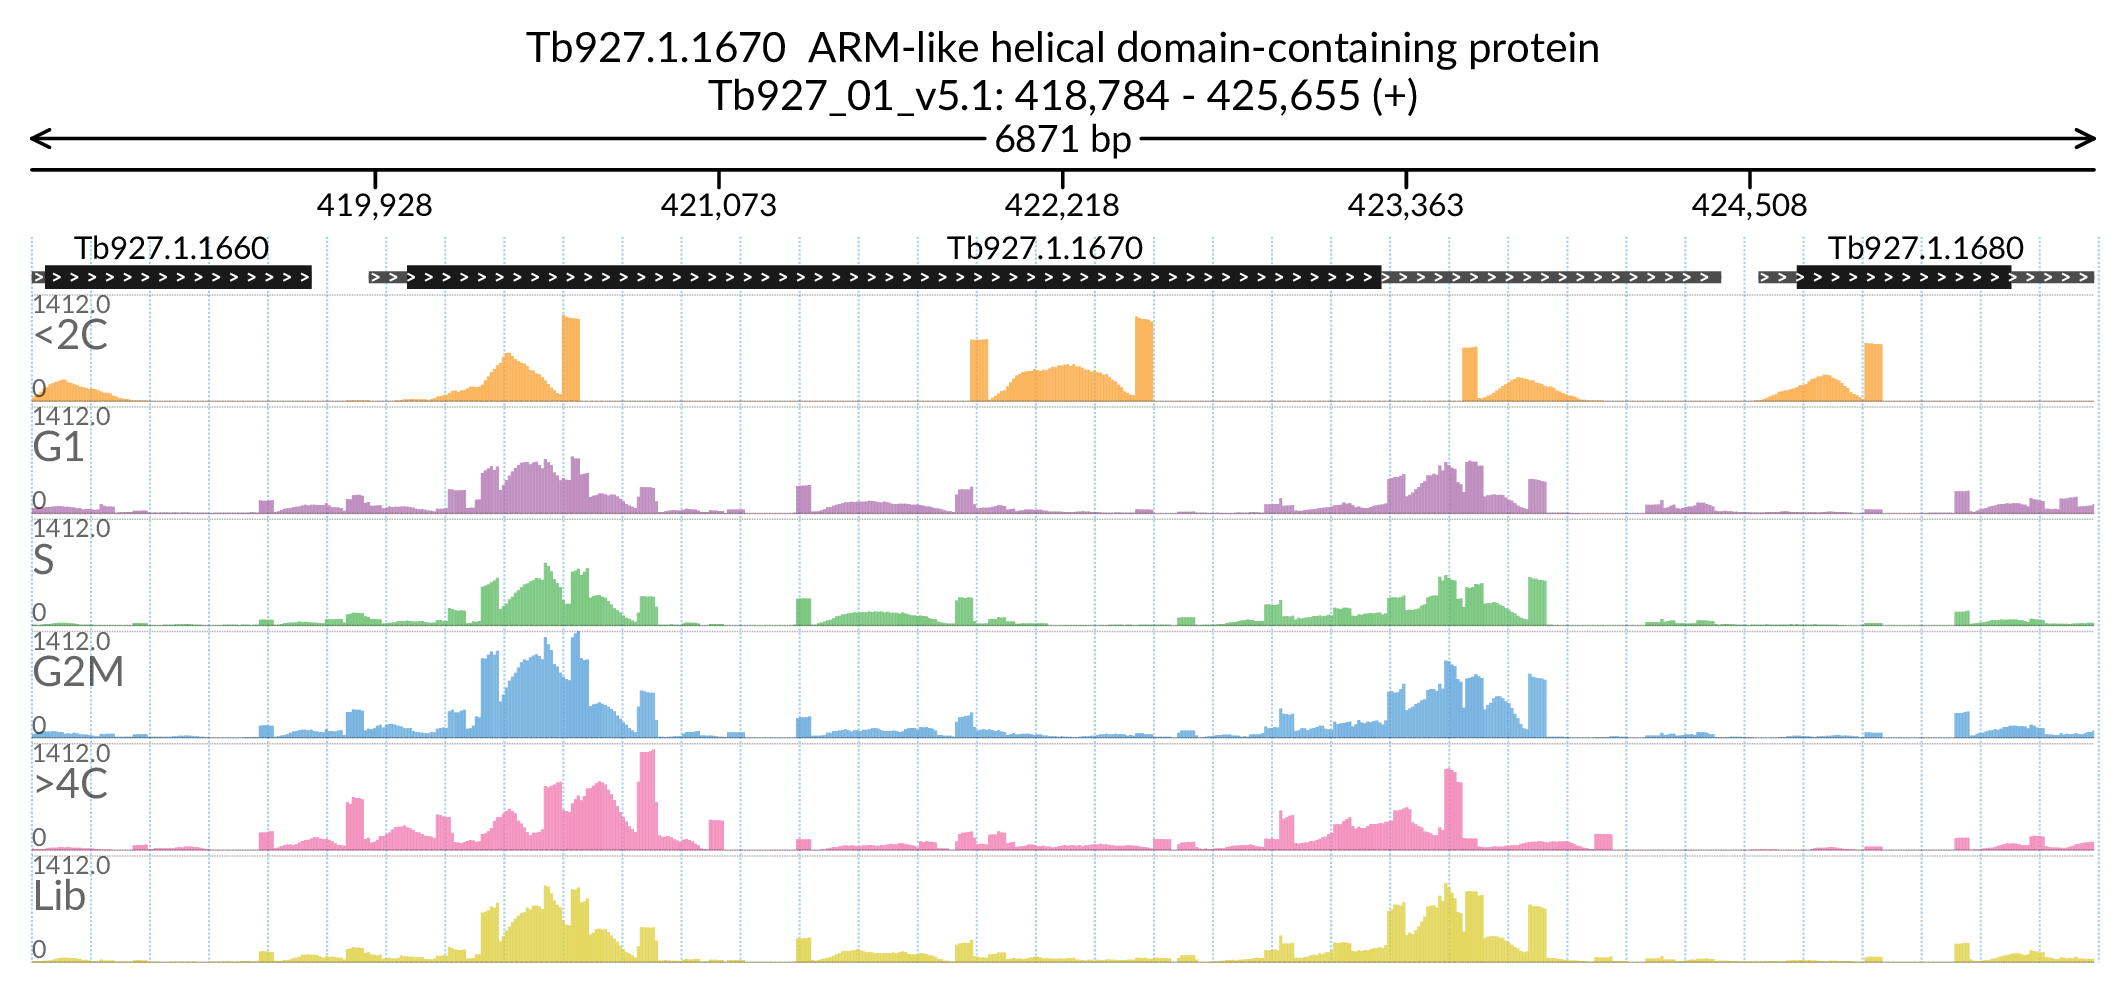 Tb927.1.1670  ARM-like helical domain-containing protein
Tb927_01_v5.1: 418,784 - 425,655 (+)
6871 bp
419,928 421,073 422,218 423,363 424,508
Tb927.1.1660 Tb927.1.1670 Tb927.1.1680
1412.0
<2C
0
1412.0
G1
0
1412.0
S
0
1412.0
G2M
0
1412.0
>4C
0
1412.0
Lib
0